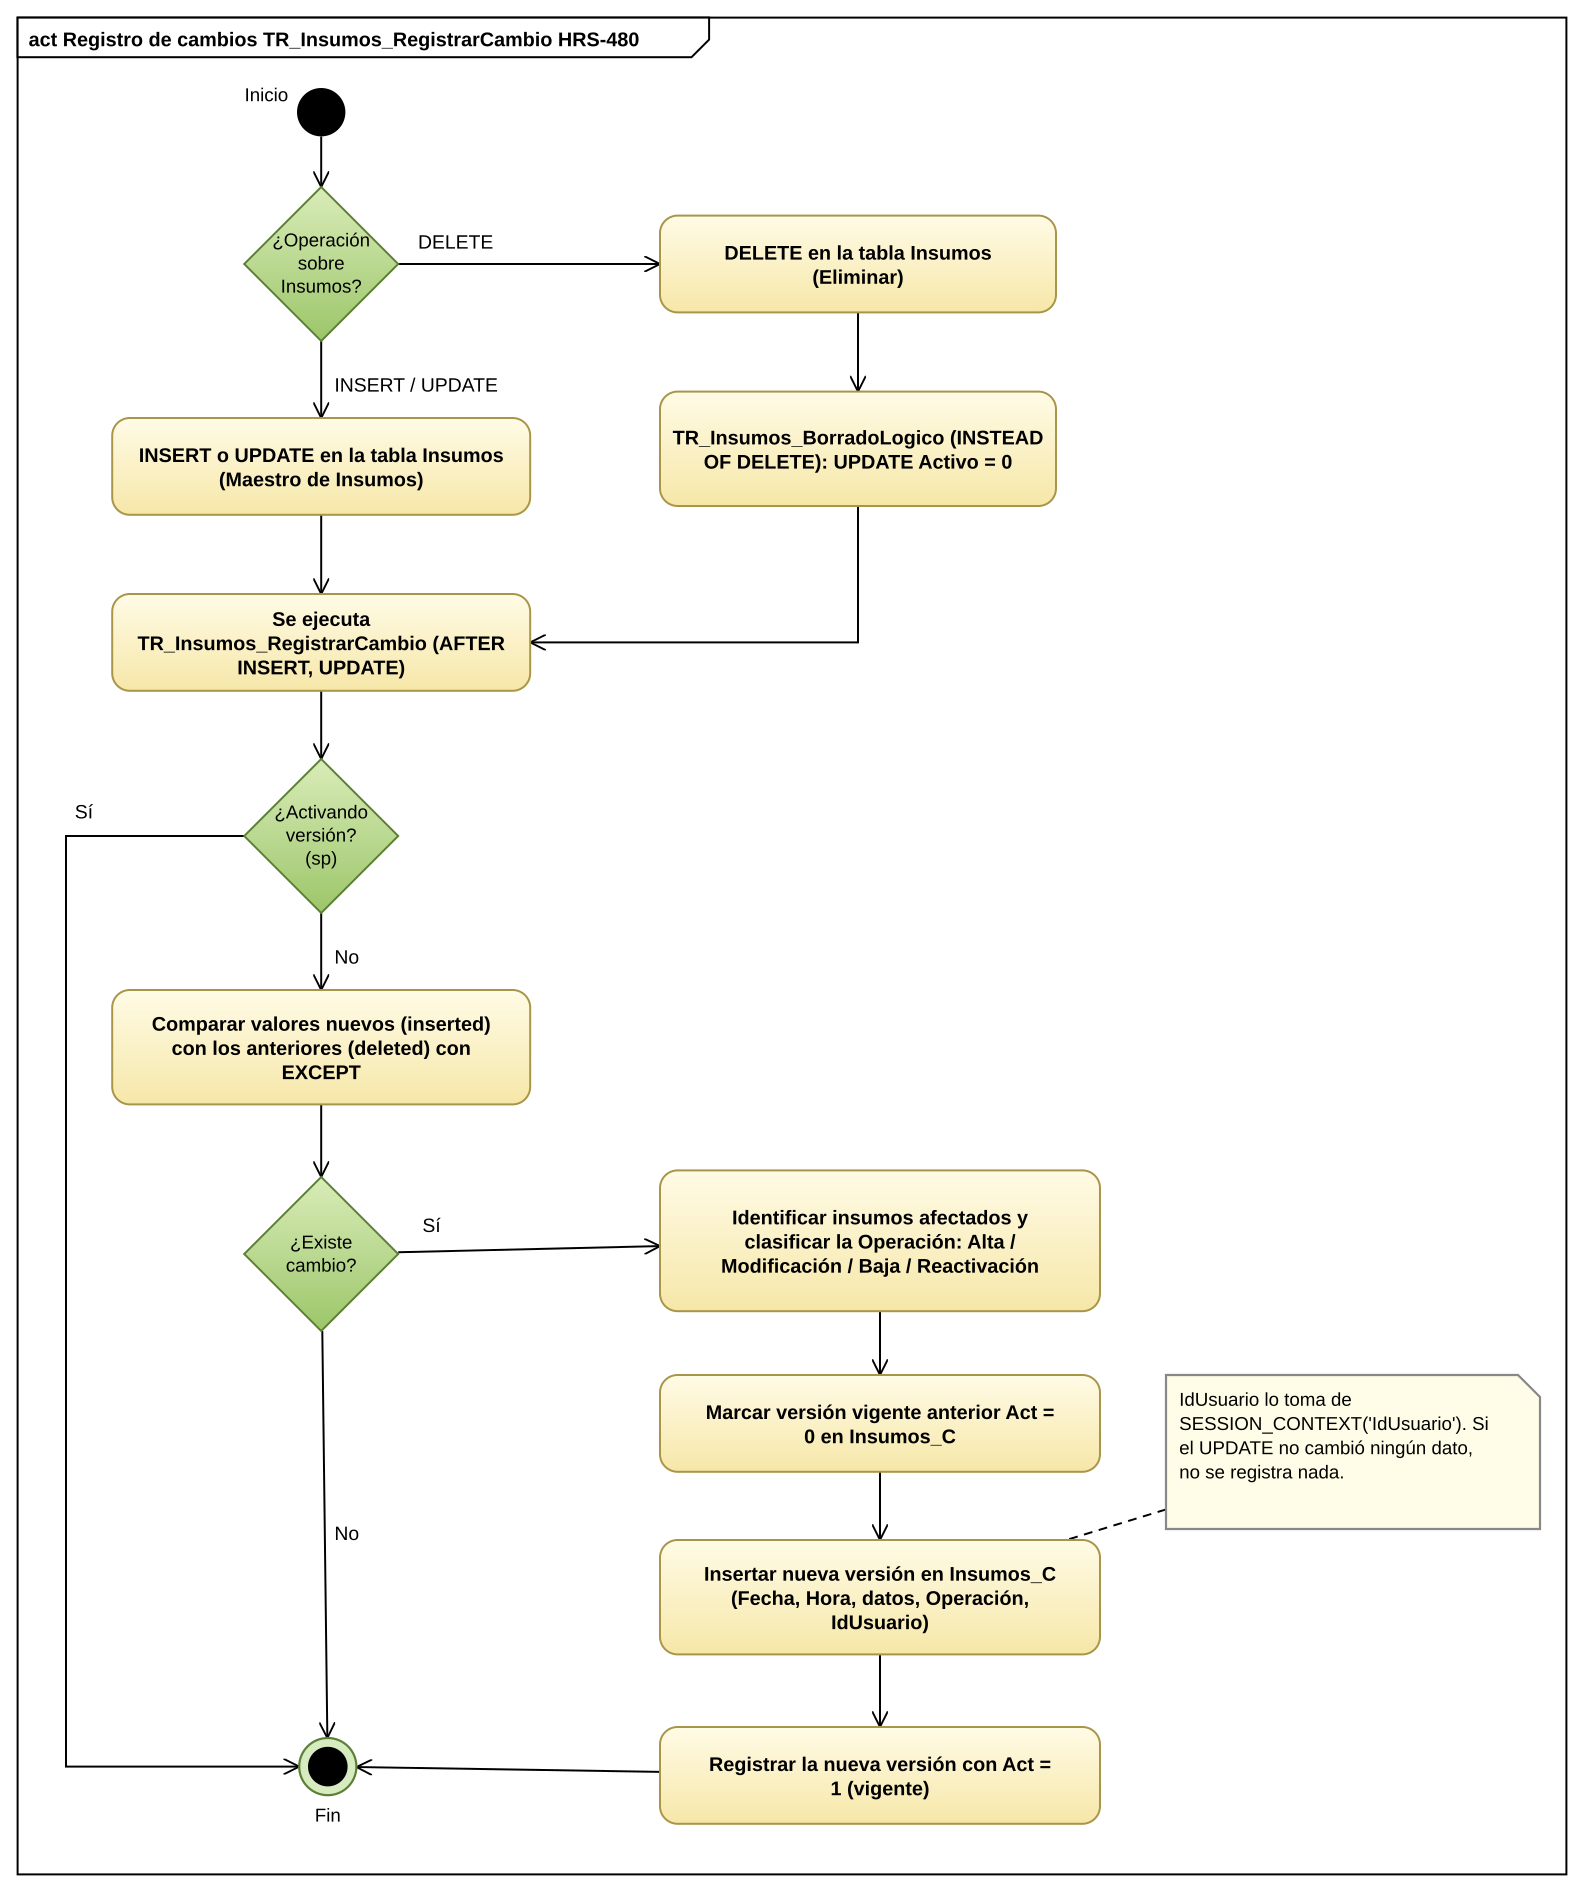 act Registro de cambios TR_Insumos_RegistrarCambio HRS-480
Inicio
¿Operación
sobre
Insumos?
DELETE
DELETE en la tabla Insumos
(Eliminar)
INSERT / UPDATE
INSERT o UPDATE en la tabla Insumos
(Maestro de Insumos)
TR_Insumos_BorradoLogico (INSTEAD
OF DELETE): UPDATE Activo = 0
Se ejecuta
TR_Insumos_RegistrarCambio (AFTER
INSERT, UPDATE)
Sí
¿Activando
versión?
(sp)
No
Comparar valores nuevos (inserted)
con los anteriores (deleted) con
EXCEPT
¿Existe
cambio?
Sí
Identificar insumos afectados y
clasificar la Operación: Alta /
Modificación / Baja / Reactivación
Marcar versión vigente anterior Act =
0 en Insumos_C
IdUsuario lo toma de
SESSION_CONTEXT('IdUsuario'). Si
el UPDATE no cambió ningún dato,
no se registra nada.
No
Insertar nueva versión en Insumos_C
(Fecha, Hora, datos, Operación,
IdUsuario)
Registrar la nueva versión con Act =
1 (vigente)
Fin